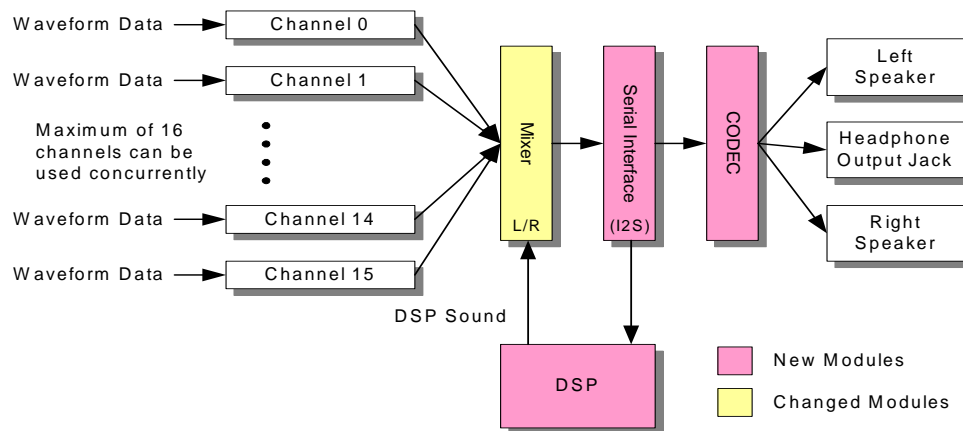 Waveform Data
Channel 0
Waveform Data
Channel 1
Maximum of 16
channels can be
used concurrently
Waveform Data
Channel 14
Waveform Data
Channel 15
Mixer
L/R
Serial Interface
(I2S)
CODEC
Left
Speaker
Headphone
Output Jack
Right
Speaker
DSP Sound
DSP
New Modules
Changed Modules